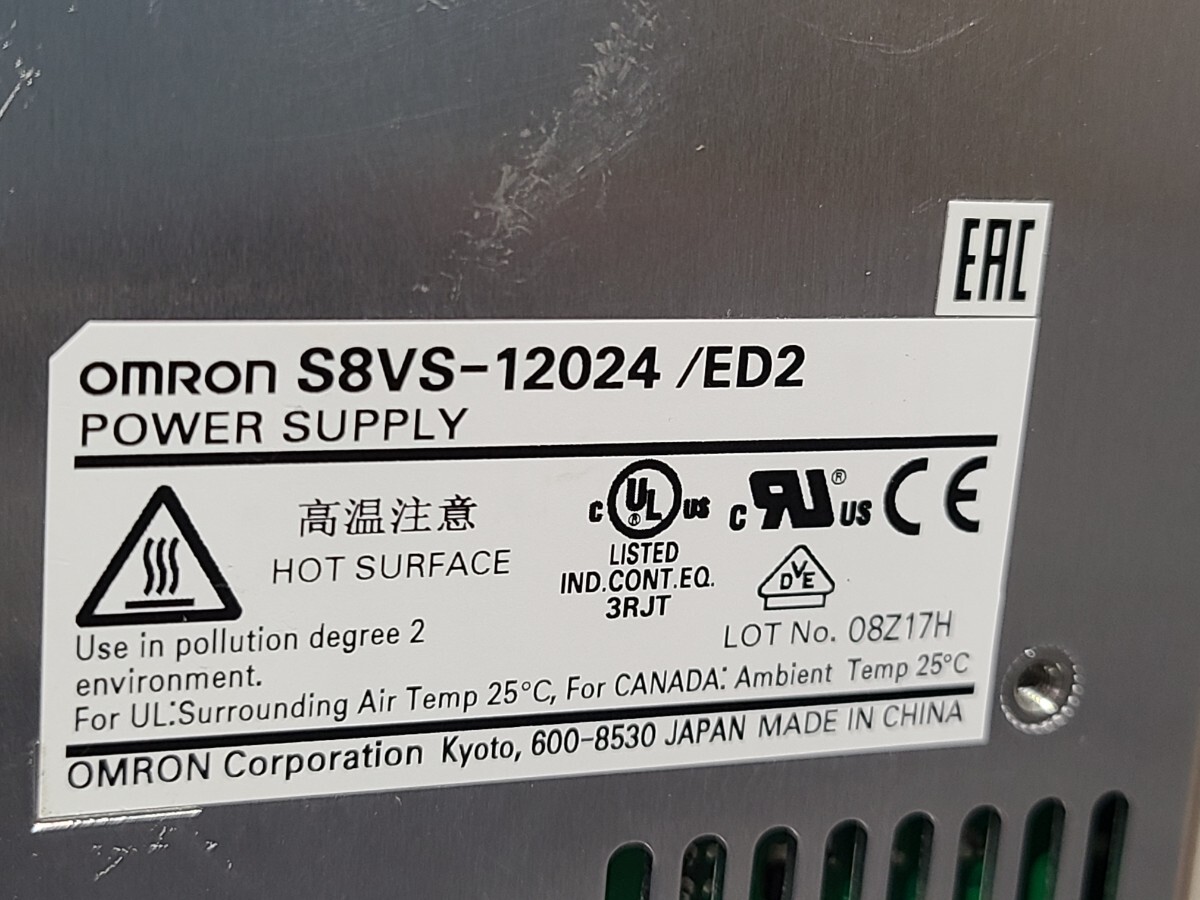 EAC
OMRON S8VS-12024 /ED2
POWER SUPPLY
高温注意
HOT SURFACE
C UL ® US
LISTED
IND.CONT.EQ.
3RJT
C RU ® US
CE
DVE
LOT No. 08Z17H
Use in pollution degree 2
environment.
For UL:Surrounding Air Temp 25°C, For CANADA: Ambient Temp 25°C
OMRON Corporation Kyoto, 600-8530 JAPAN MADE IN CHINA